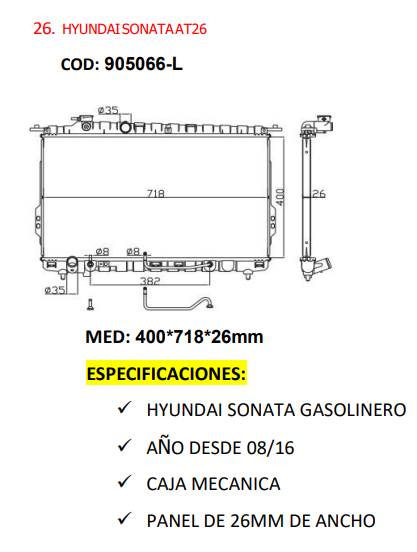 26. HYUNDAI SONATA AT26
COD: 905066-L
Ø35
718
400
26
Ø8 Ø8
382
Ø35
MED: 400*718*26mm
ESPECIFICACIONES:
✓ HYUNDAI SONATA GASOLINERO
✓ AÑO DESDE 08/16
✓ CAJA MECANICA
✓ PANEL DE 26MM DE ANCHO